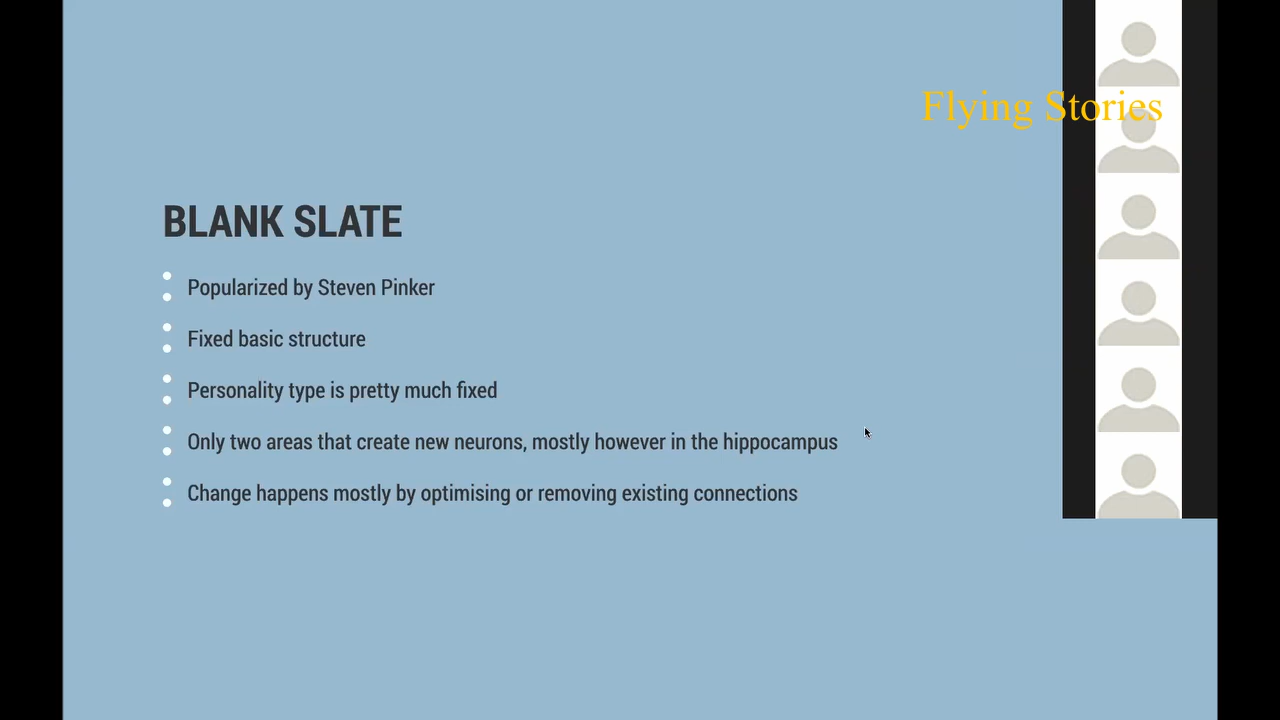 Flying Stories
BLANK SLATE
Popularized by Steven Pinker
Fixed basic structure
Personality type is pretty much fixed
Only two areas that create new neurons, mostly however in the hippocampus
Change happens mostly by optimising or removing existing connections